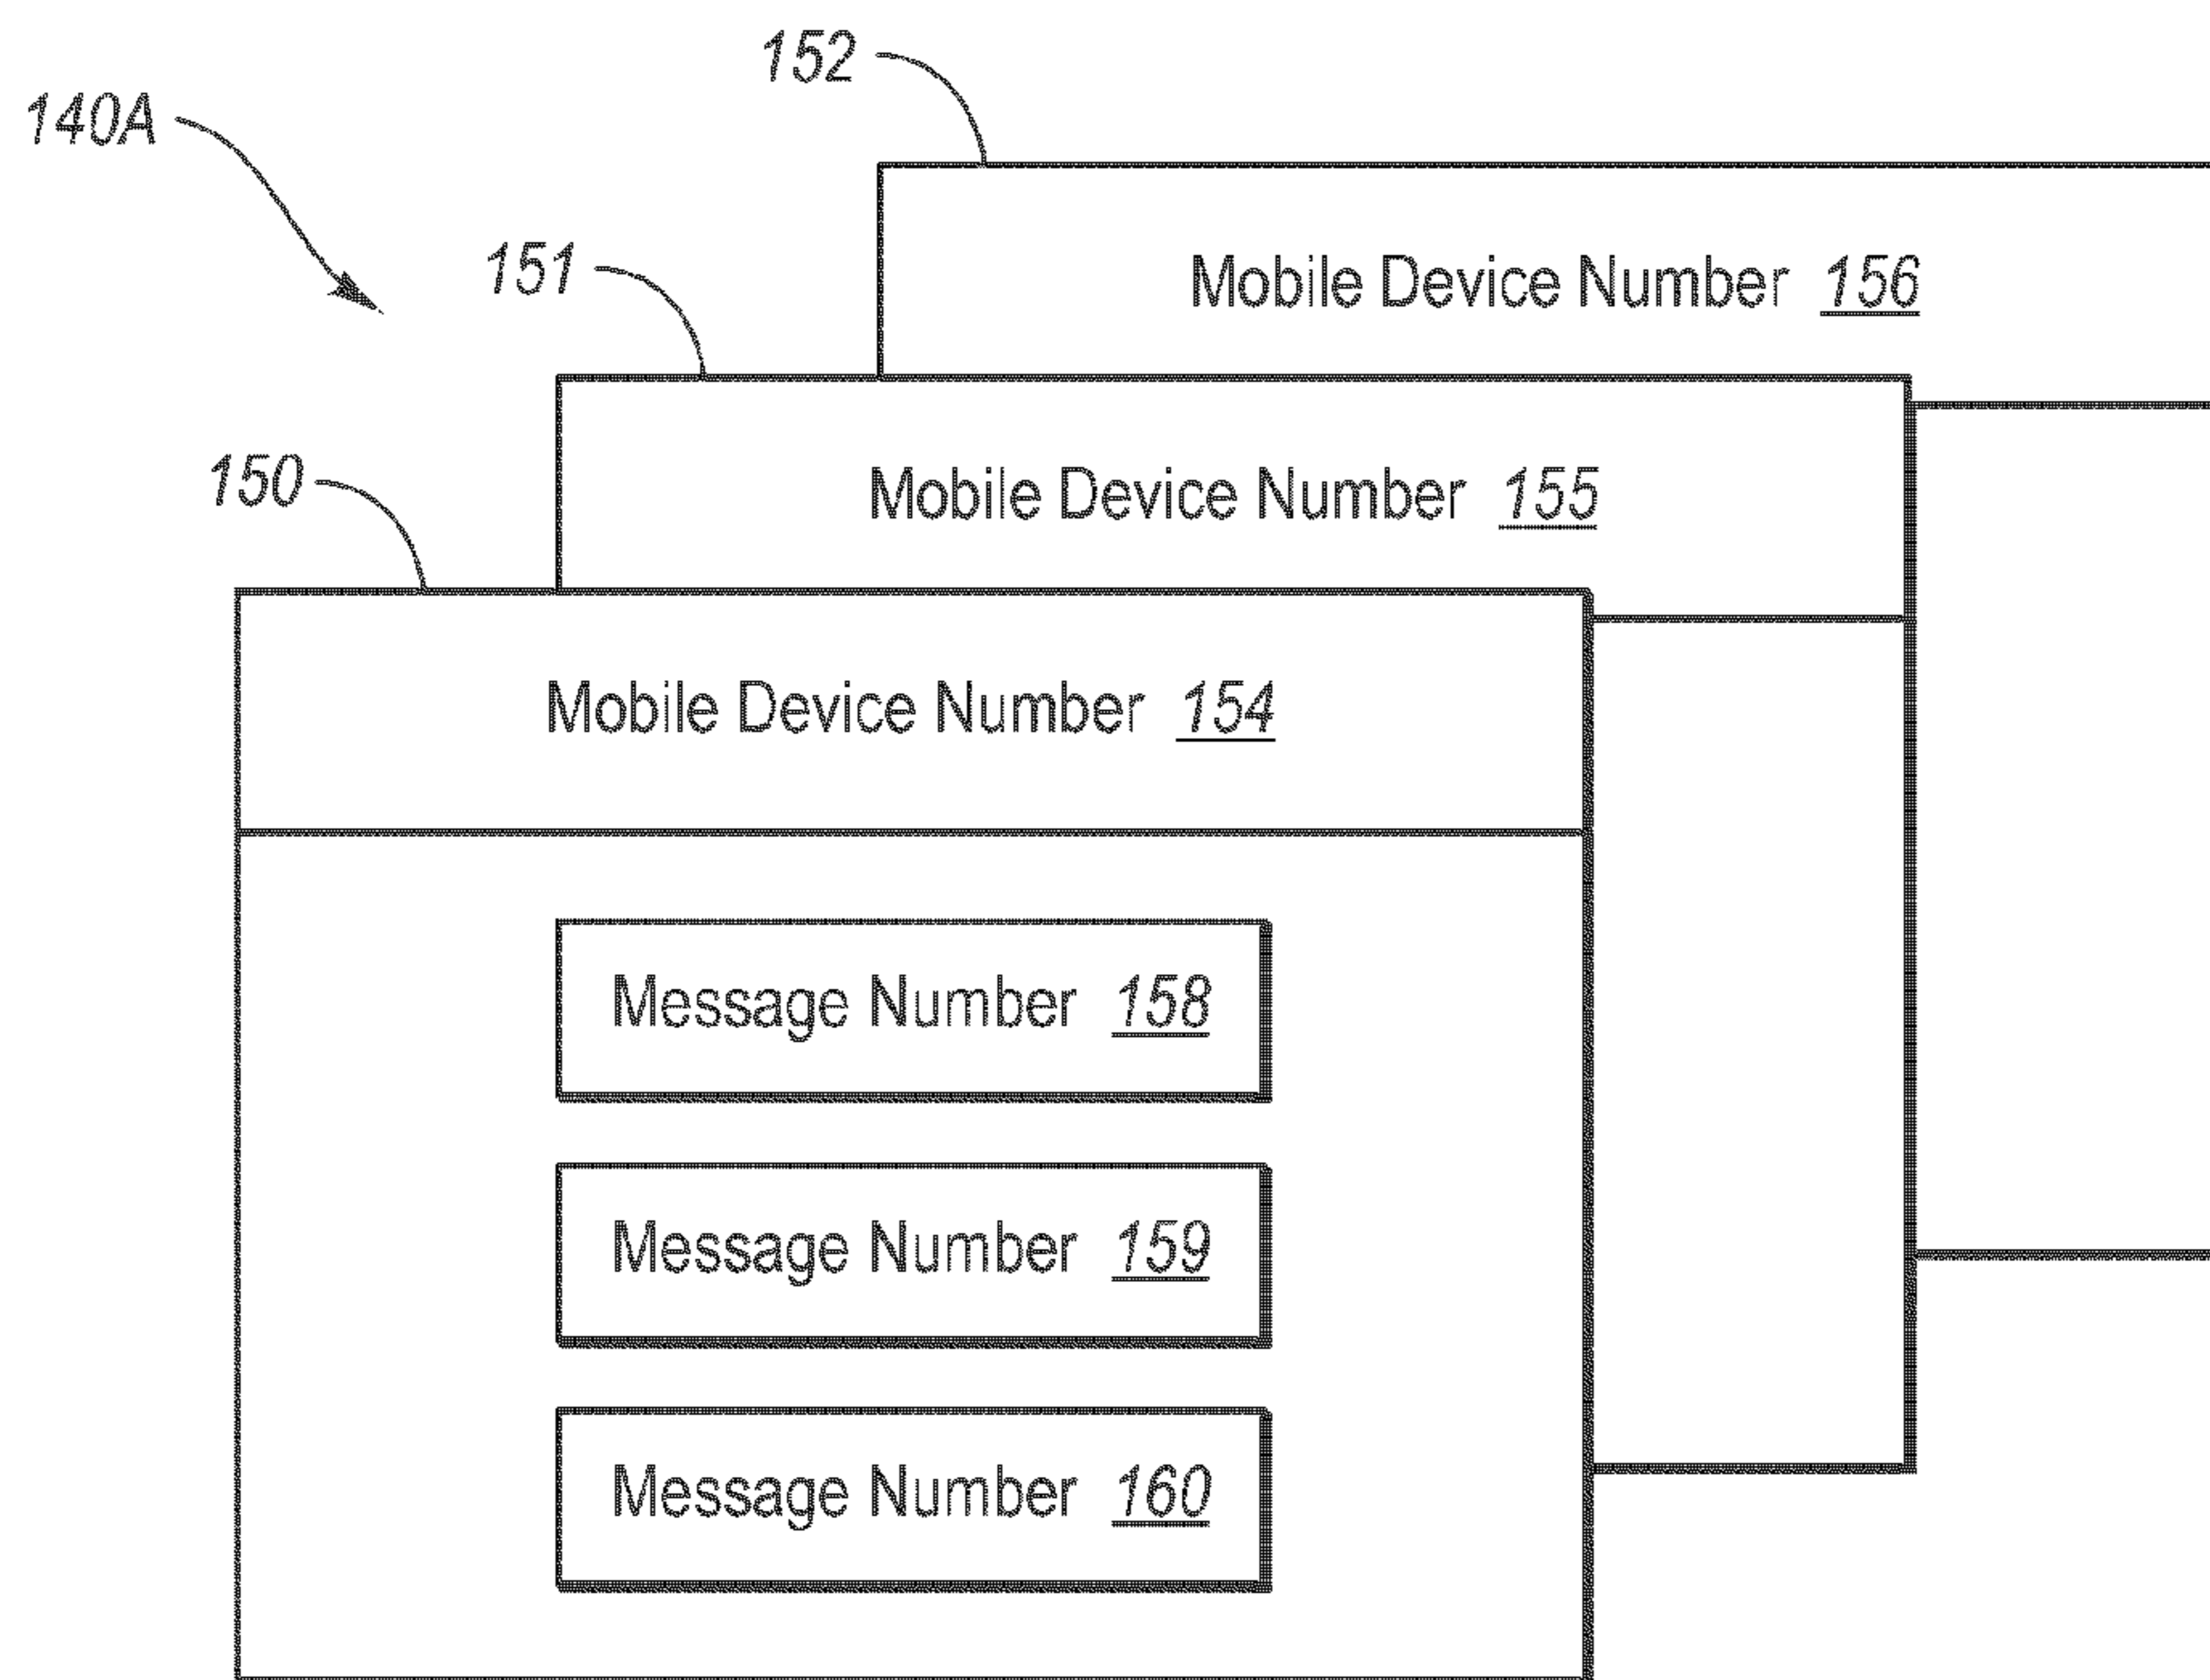 152
140A
151
Mobile Device Number 156
150
Mobile Device Number 155
Mobile Device Number 154
Message Number 158
Message Number 159
Message Number 160